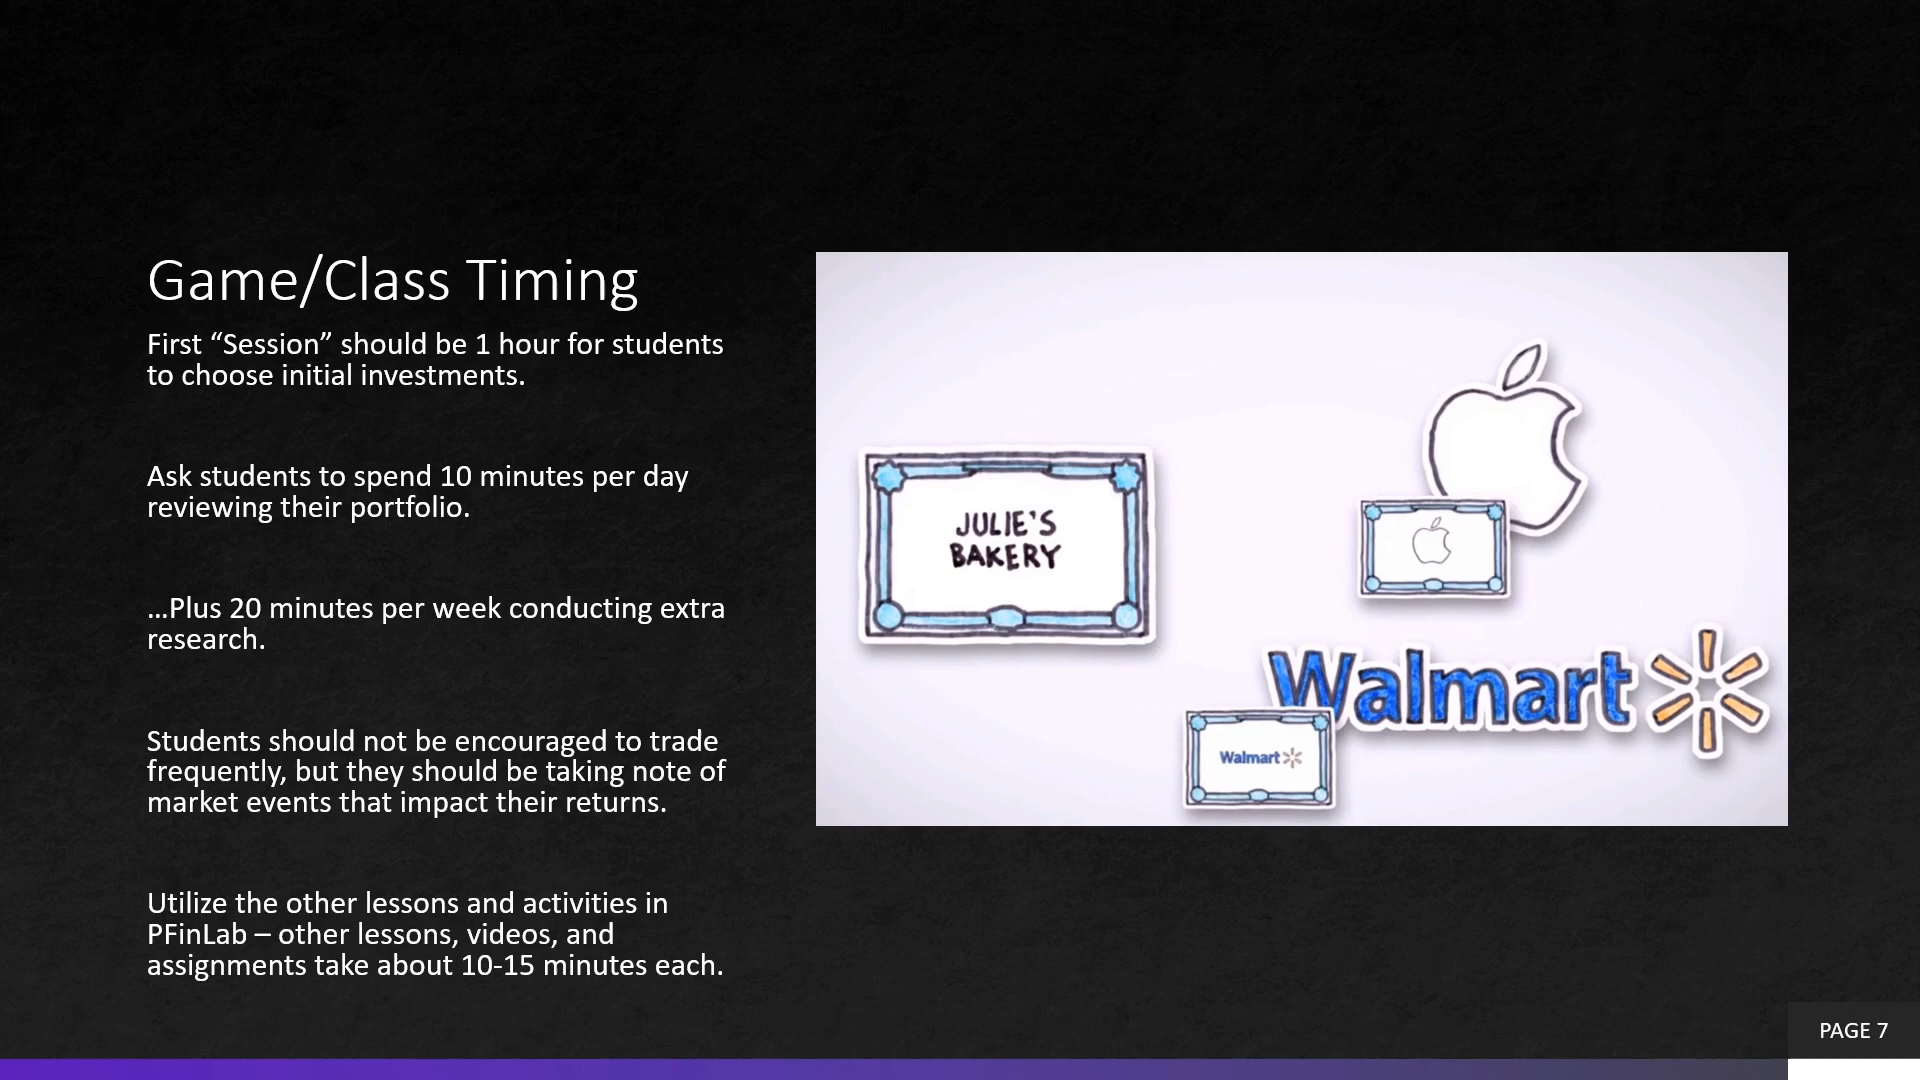 Game/Class Timing
First “Session” should be 1 hour for students
to choose initial investments.
Ask students to spend 10 minutes per day
reviewing their portfolio.
…Plus 20 minutes per week conducting extra
research.
Students should not be encouraged to trade
frequently, but they should be taking note of
market events that impact their returns.
Utilize the other lessons and activities in
PFinLab – other lessons, videos, and
assignments take about 10-15 minutes each.
JULIE'S
BAKERY
Walmart
Walmart
PAGE 7